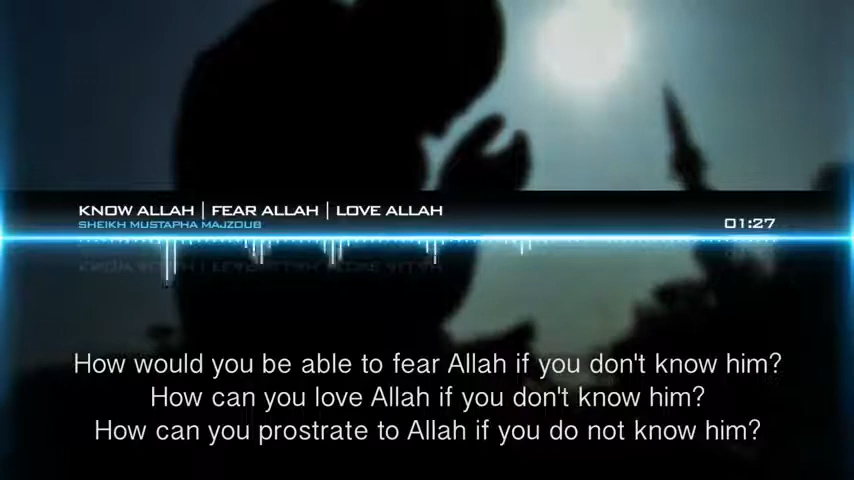 KNOW ALLAH | FEAR ALLAH | LOVE ALLAH
SHEIKH MUSTAPHA MAJZOUB
01:27
How would you be able to fear Allah if you don't know him?
How can you love Allah if you don't know him?
How can you prostrate to Allah if you do not know him?